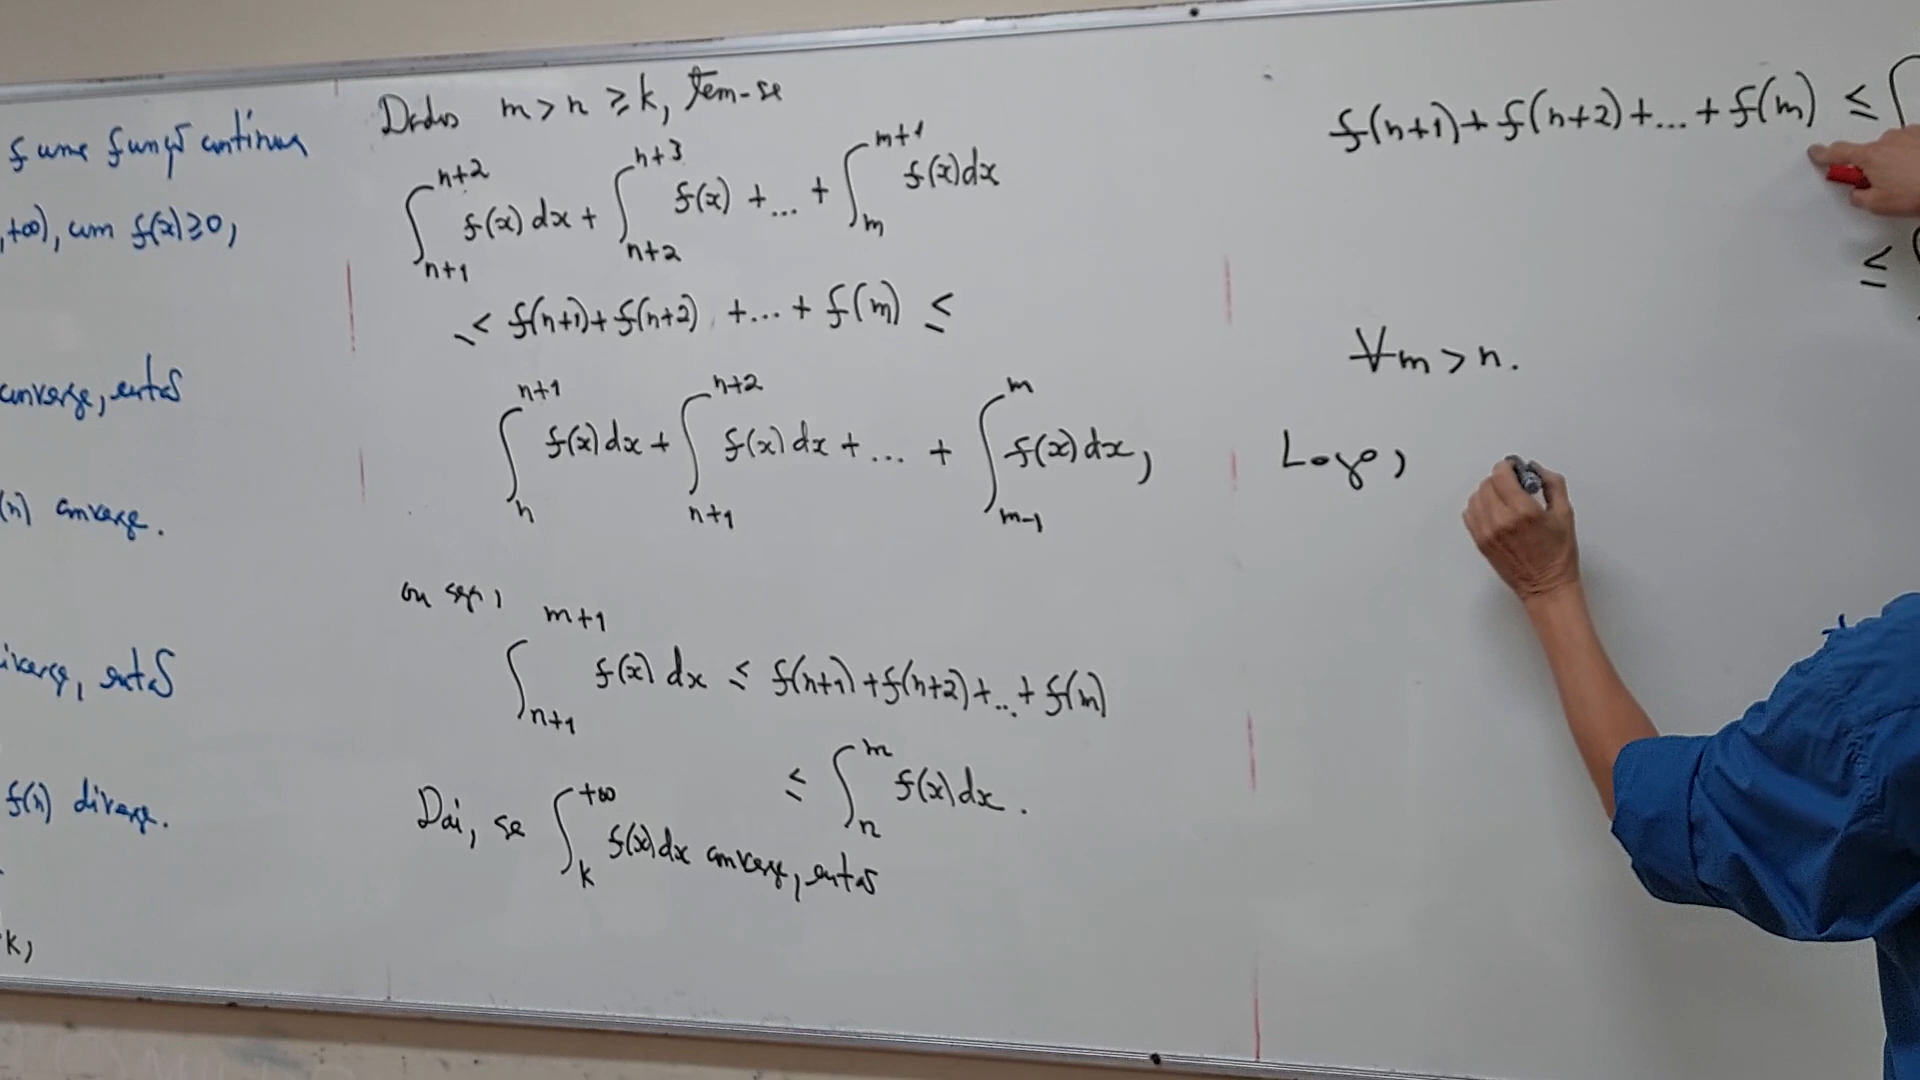 f uma função contínua
,+∞), com f(x)≥0,
converge, então
(n) converge.
iverge, então
f(n) diverge.
k,
Dados m > n ≥ k, tem-se
∫_{n+1}^{n+2} f(x) dx + ∫_{n+2}^{n+3} f(x) + ... + ∫_{m}^{m+1} f(x) dx
≤ f(n+1) + f(n+2) + ... + f(m) ≤
∫_{n}^{n+1} f(x) dx + ∫_{n+1}^{n+2} f(x) dx + ... + ∫_{m-1}^{m} f(x) dx,
ou seja,
∫_{n+1}^{m+1} f(x) dx ≤ f(n+1) + f(n+2) + ... + f(m)
≤ ∫_{n}^{m} f(x) dx.
Daí, se ∫_{k}^{+∞} f(x) dx converge, então
f(n+1) + f(n+2) + ... + f(m) ≤ ∫
≤
∀ m > n.
Logo,